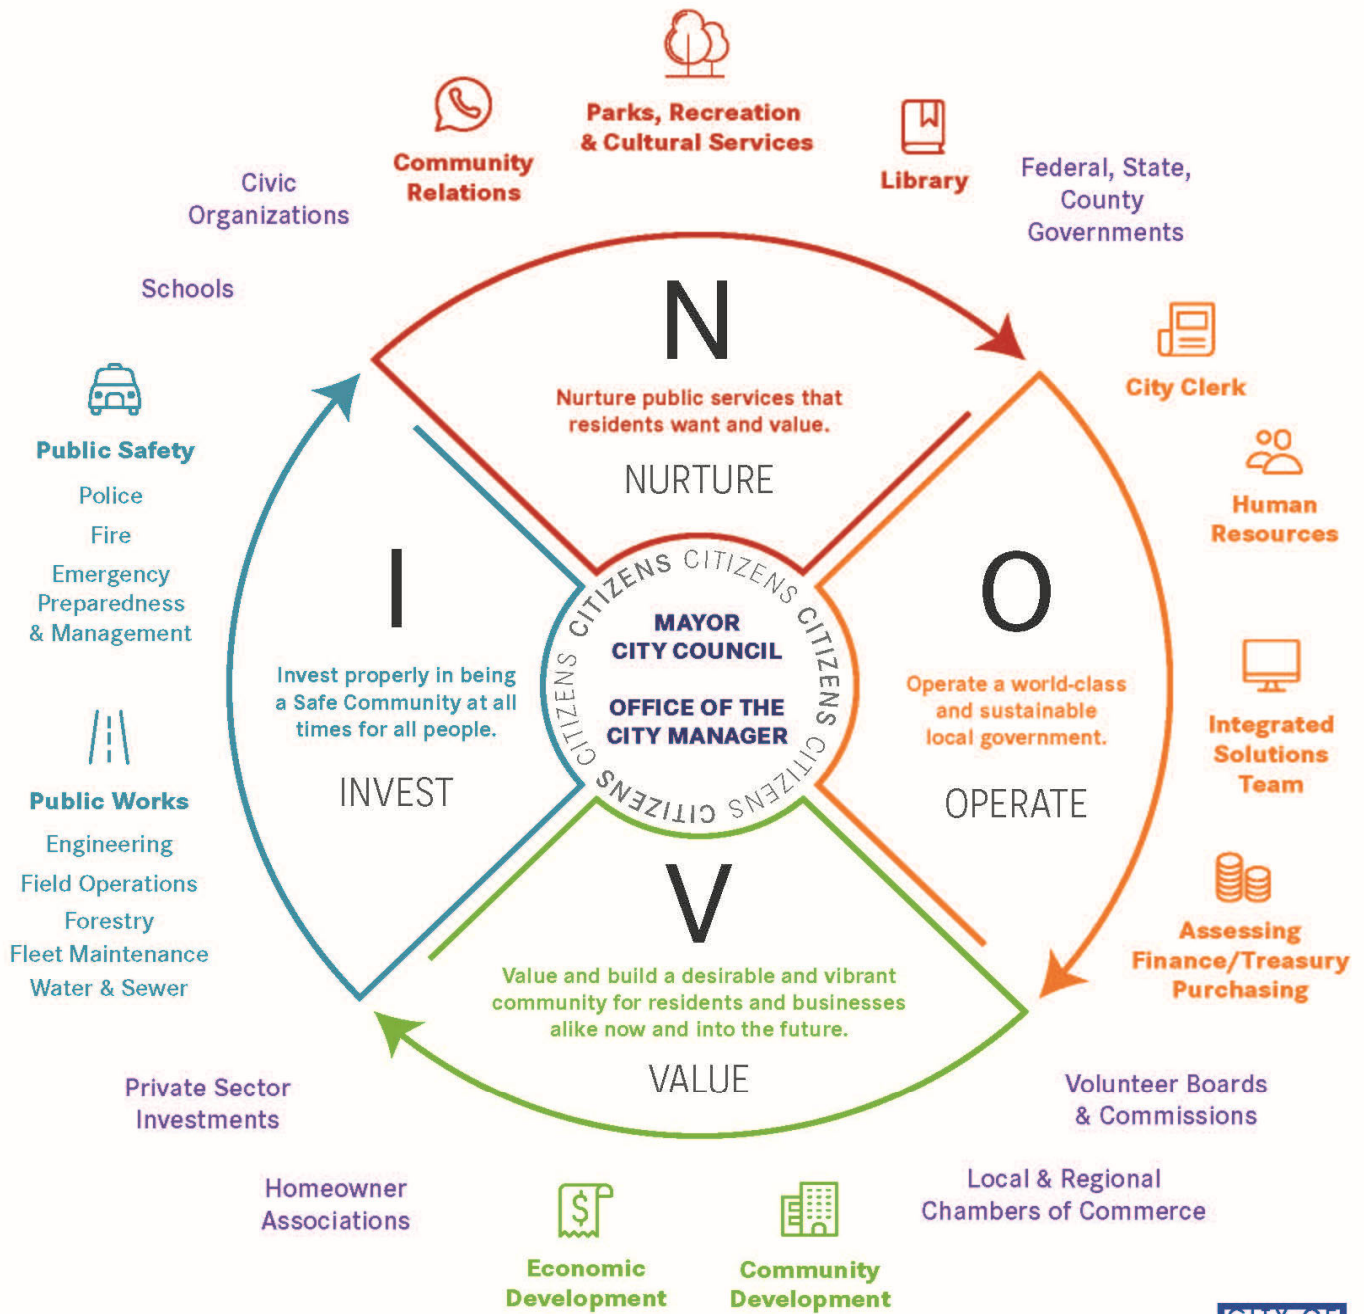 Parks, Recreation
& Cultural Services
Community
Relations
Library
Civic
Organizations
Federal, State,
County
Governments
Schools
N
Nurture public services that
residents want and value.
NURTURE
City Clerk
Human
Resources
Integrated
Solutions
Team
Assessing
Finance/Treasury
Purchasing
O
Operate a world-class
and sustainable
local government.
OPERATE
Public Safety
Police
Fire
Emergency
Preparedness
& Management
Public Works
Engineering
Field Operations
Forestry
Fleet Maintenance
Water & Sewer
I
Invest properly in being
a Safe Community at all
times for all people.
INVEST
CITIZENS CITIZENS CITIZENS CITIZENS CITIZENS CITIZENS CITIZENS
MAYOR
CITY COUNCIL
OFFICE OF THE
CITY MANAGER
V
Value and build a desirable and vibrant
community for residents and businesses
alike now and into the future.
VALUE
Private Sector
Investments
Homeowner
Associations
Economic
Development
Community
Development
Volunteer Boards
& Commissions
Local & Regional
Chambers of Commerce
CITY OF